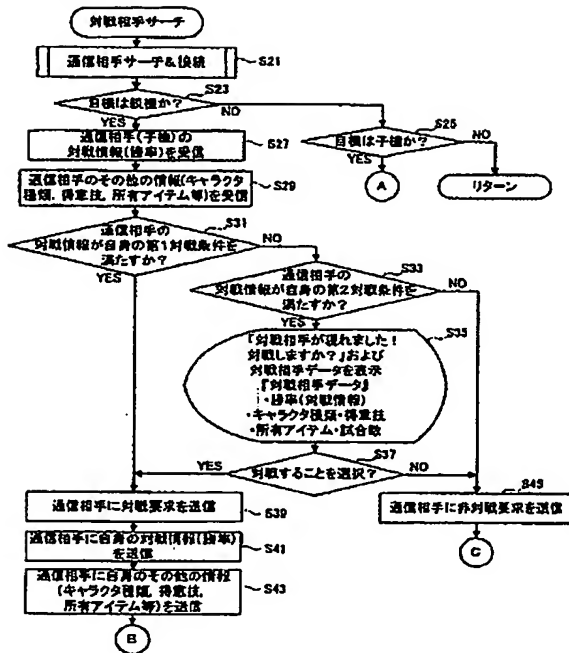 対戦相手サーチ
通信相手サーチ&接続
S21
S23
自機は親機か?
NO
YES
S25
通信相手(子機)の
対戦情報(勝率)を受信
S27
自機は子機か?
NO
YES
A
リターン
通信相手のその他の情報(キャラクタ
種類、得意技、所有アイテム等)を受信
S29
S31
通信相手の
対戦情報が自身の第1対戦条件を
満たすか?
NO
YES
S33
通信相手の
対戦情報が自身の第2対戦条件を
満たすか?
NO
YES
S35
『対戦相手が現れました!
対戦しますか?』および
対戦相手データを表示
『対戦相手データ』
・勝率(対戦情報)
・キャラクタ種類・得意技
・所有アイテム・試合数
S37
YES
対戦することを選択?
NO
通信相手に対戦要求を送信
S39
S45
通信相手に非対戦要求を送信
通信相手に自身の対戦情報(勝率)
を送信
S41
C
通信相手に自身のその他の情報
(キャラクタ種類、得意技、
所有アイテム等)を送信
S43
B